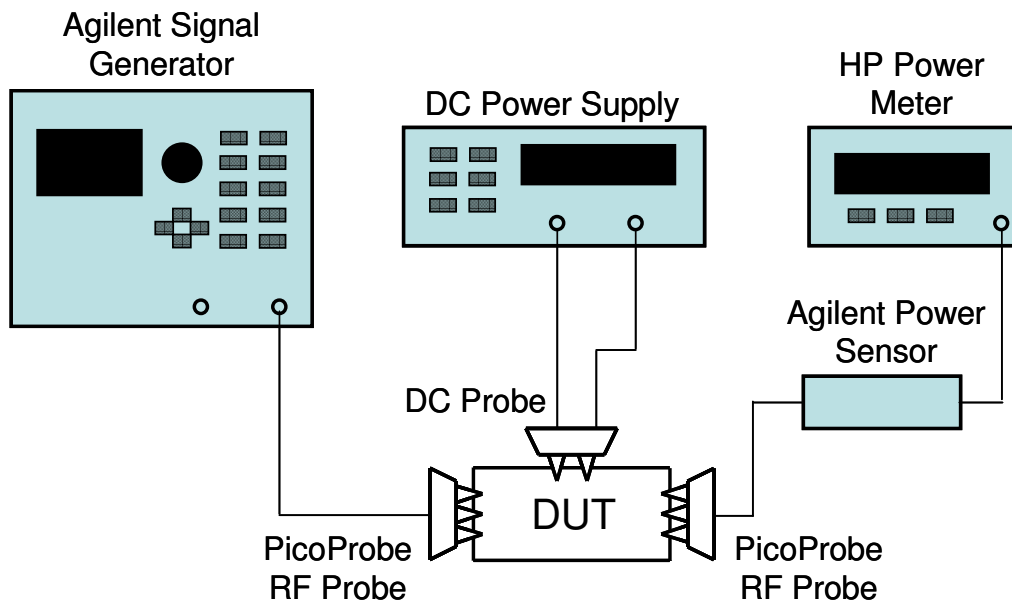 Agilent Signal
Generator
DC Power Supply
HP Power
Meter
Agilent Power
Sensor
DC Probe
DUT
PicoProbe
RF Probe
PicoProbe
RF Probe